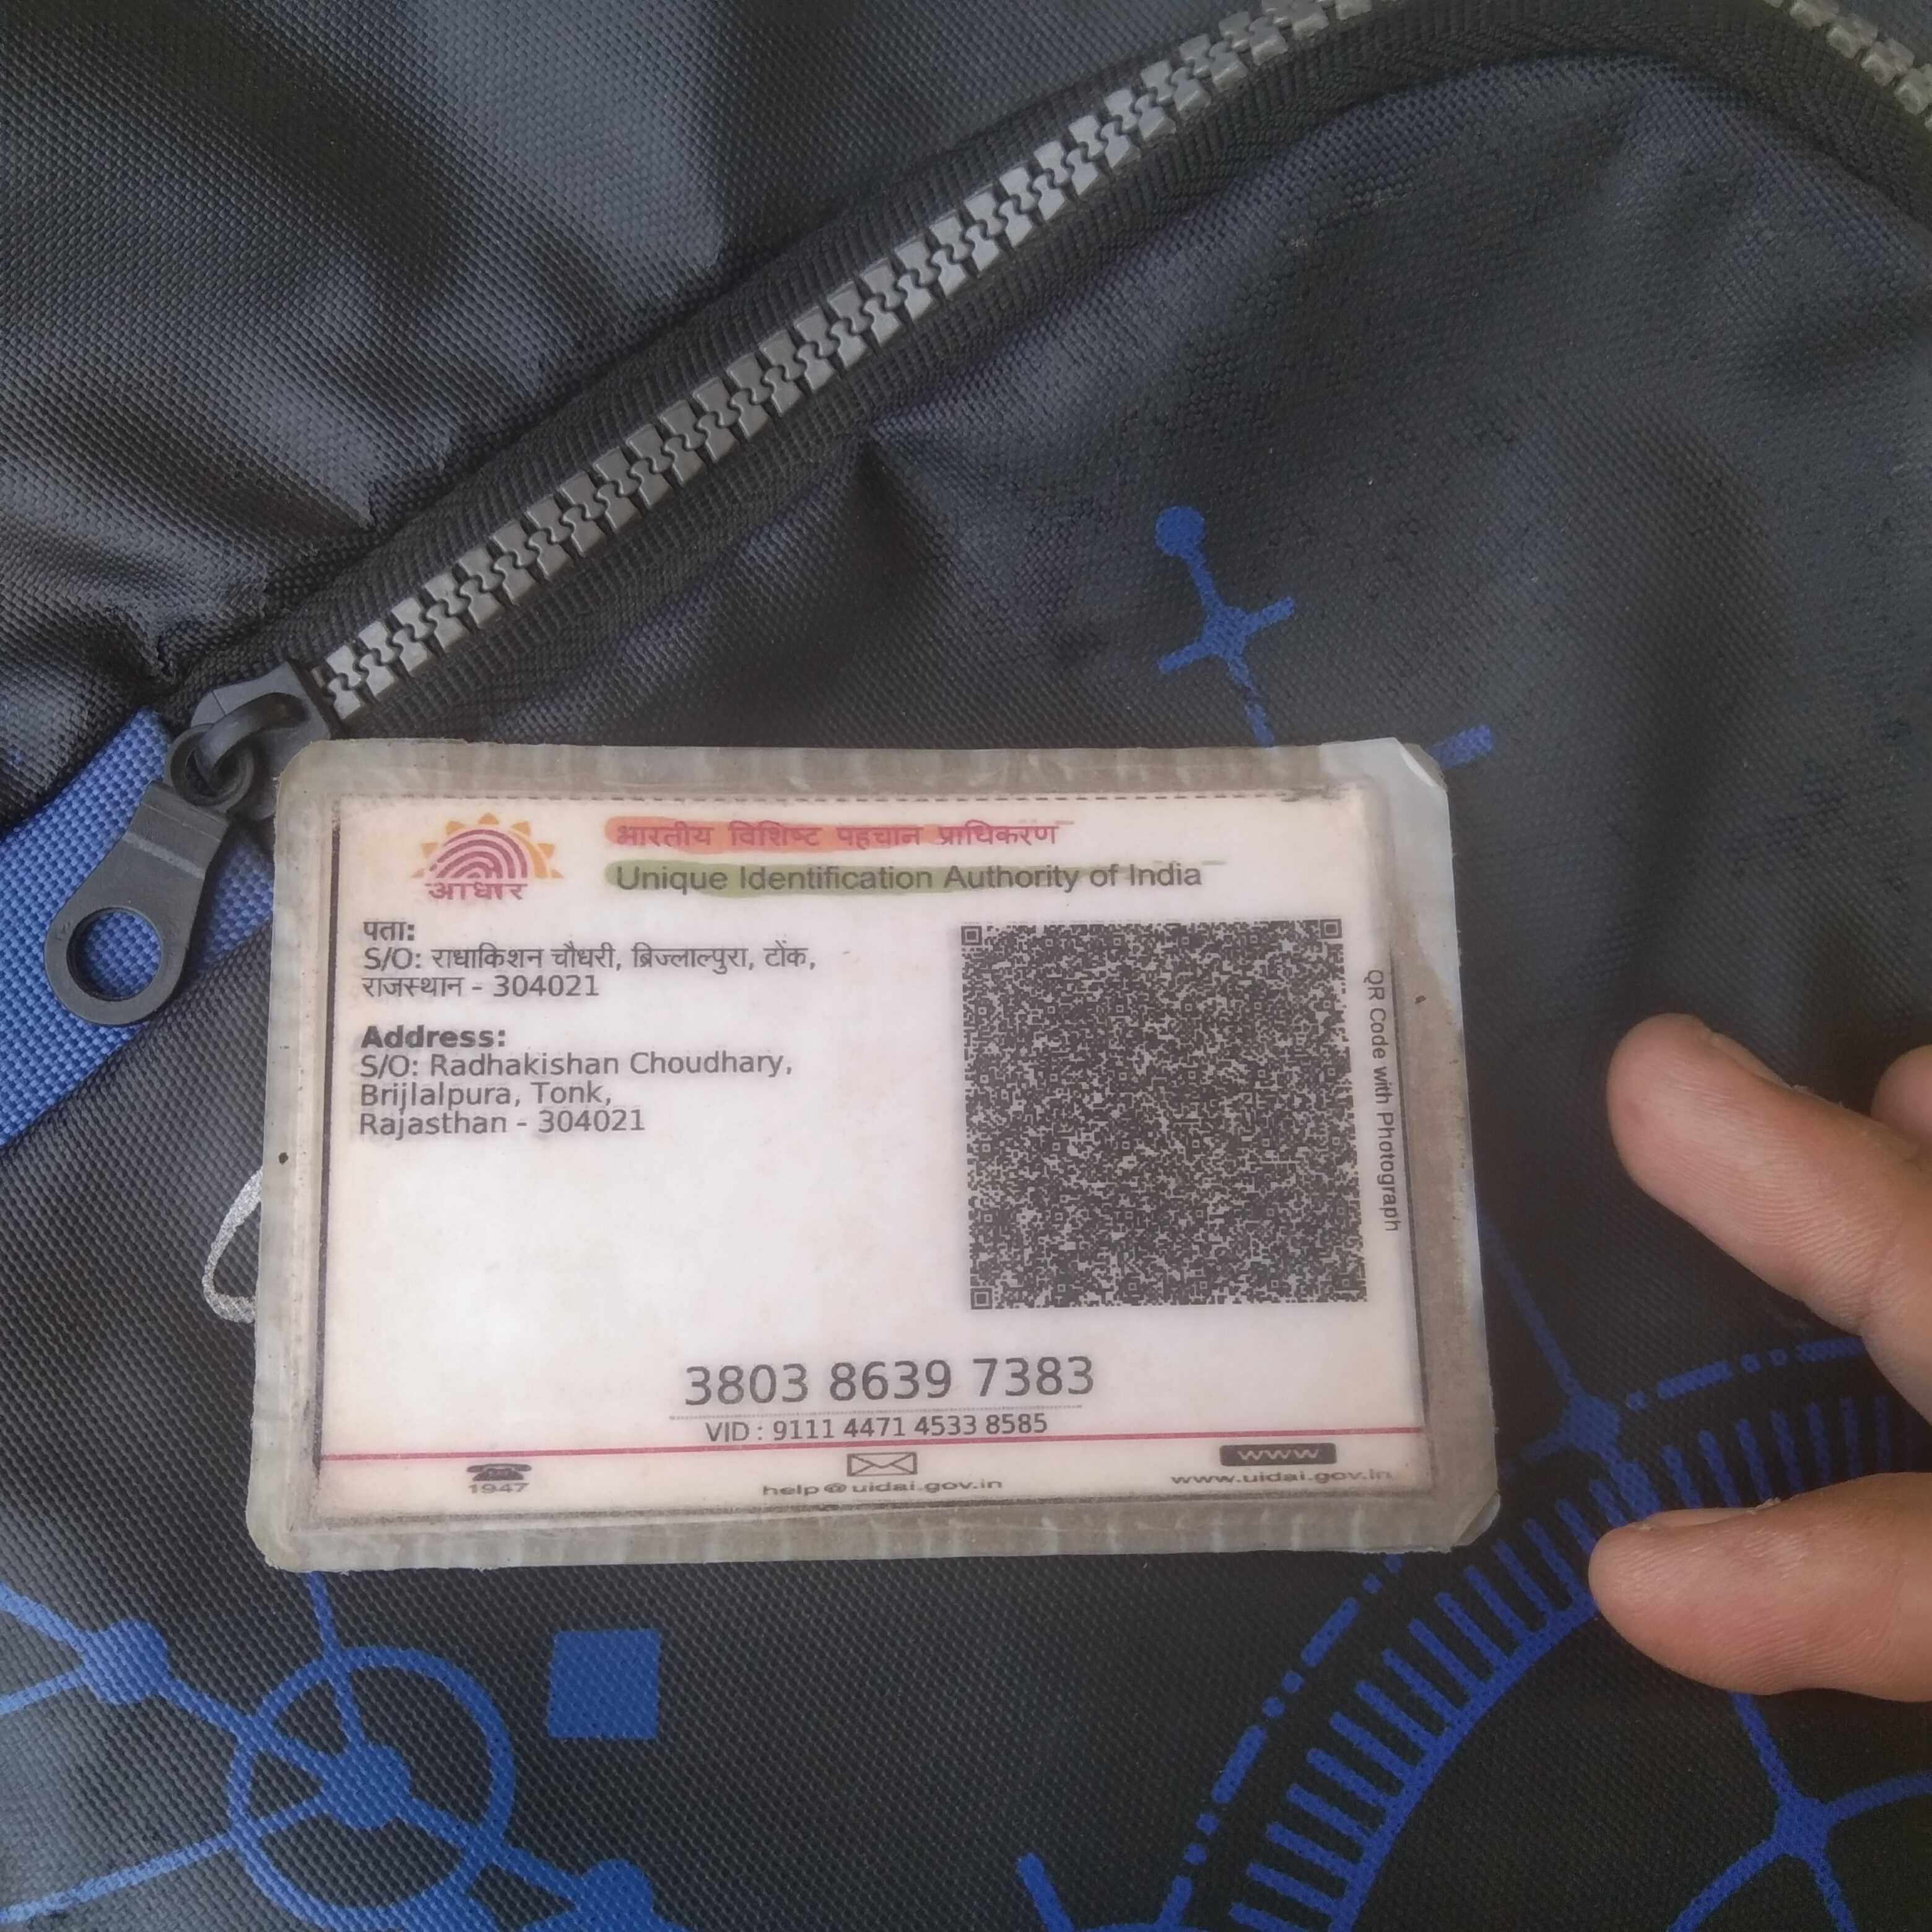 आधार
भारतीय विशिष्ट पहचान प्राधिकरण
Unique Identification Authority of India
पता:
S/O: राधाकिशन चौधरी, ब्रिज्लाल्पुरा, टोंक,
राजस्थान - 304021
Address:
S/O: Radhakishan Choudhary,
Brijlalpura, Tonk,
Rajasthan - 304021
QR Code with Photograph
3803 8639 7383
VID : 9111 4471 4533 8585
1947
help@uidai.gov.in
www
www.uidai.gov.in